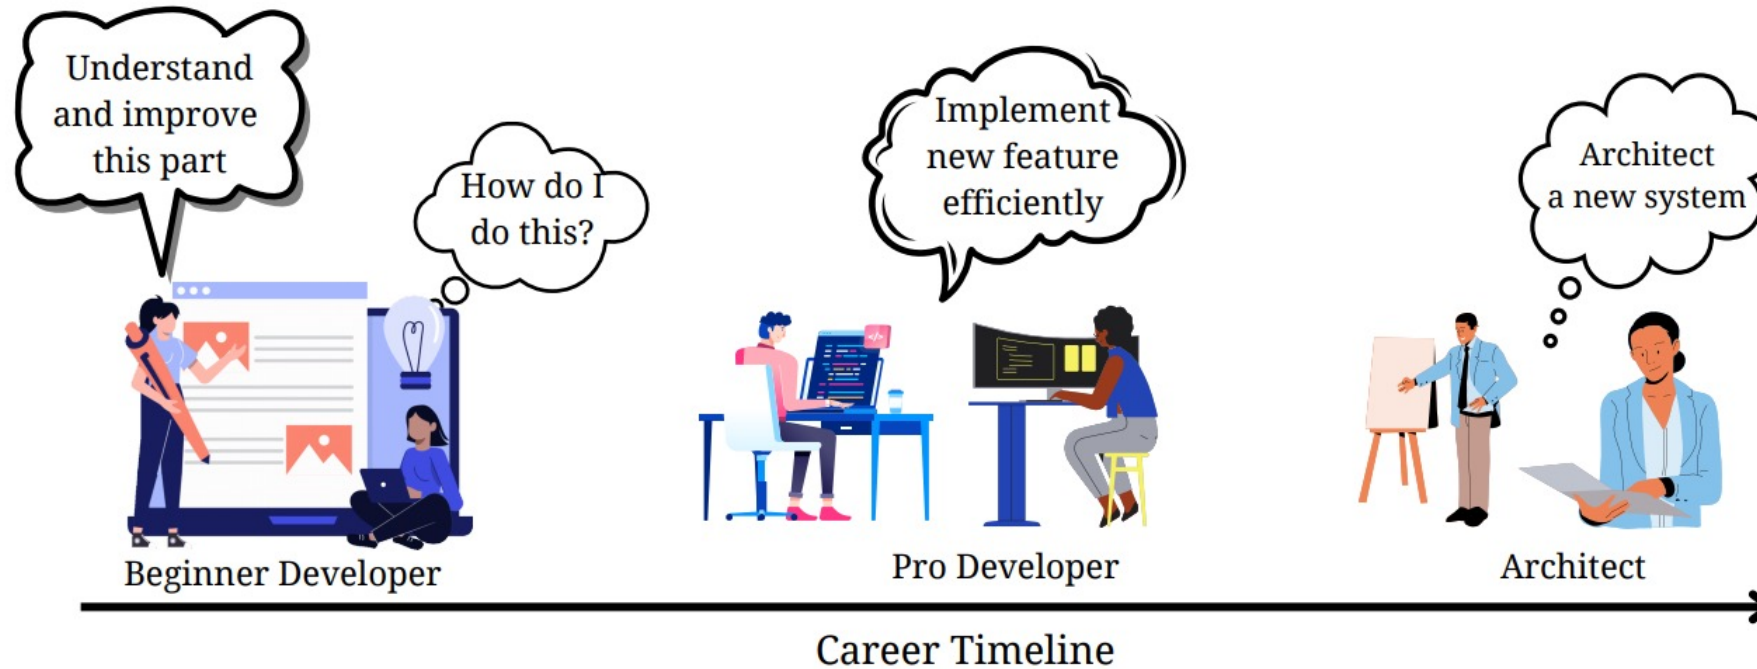 Understand
and improve
this part
How do I
do this?
Implement
new feature
efficiently
Architect
a new system
</>
Beginner Developer
Pro Developer
Architect
Career Timeline